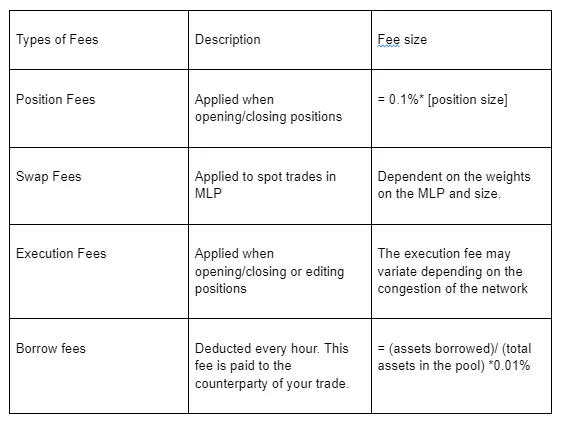 Types of Fees
Description
Fee size
Position Fees
Applied when
opening/closing positions
= 0.1%* [position size]
Swap Fees
Applied to spot trades in
MLP
Dependent on the weights
on the MLP and size.
Execution Fees
Applied when
opening/closing or editing
positions
The execution fee may
variate depending on the
congestion of the network
Borrow fees
Deducted every hour. This
fee is paid to the
counterparty of your trade.
= (assets borrowed)/ (total
assets in the pool) *0.01%